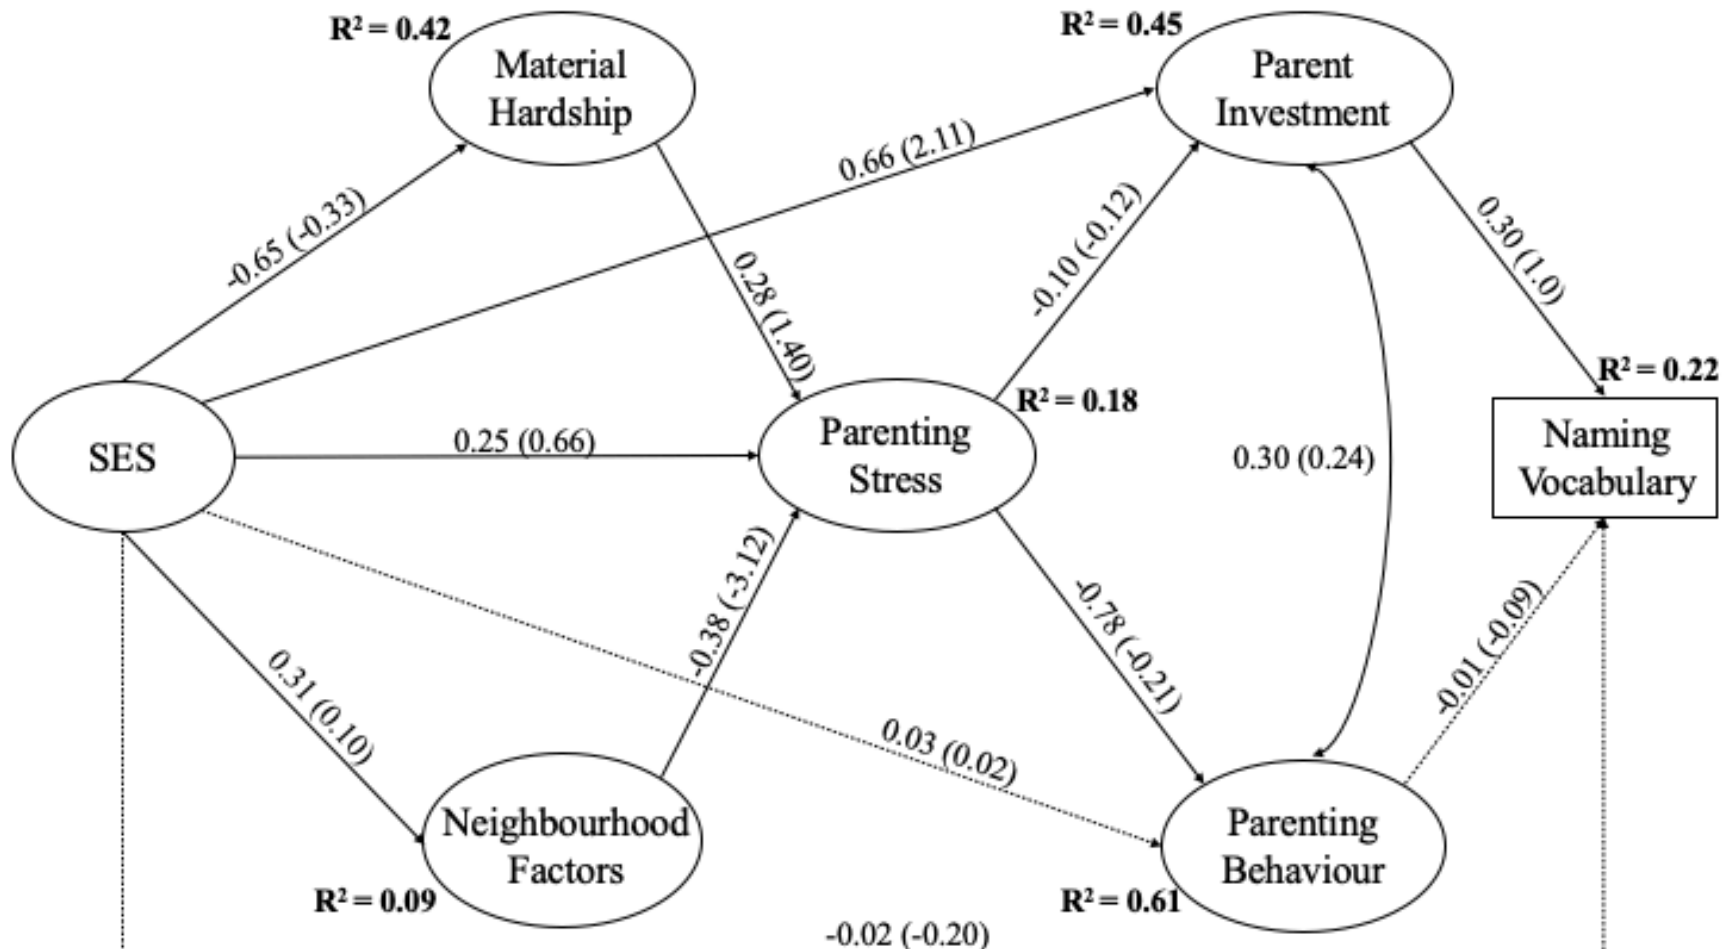 R² = 0.42
Material
Hardship
R² = 0.45
Parent
Investment
0.66 (2.11)
-0.65 (-0.33)
0.28 (1.40)
-0.10 (-0.12)
0.30 (1.0)
R² = 0.22
R² = 0.18
SES
0.25 (0.66)
Parenting
Stress
0.30 (0.24)
Naming
Vocabulary
-0.38 (-3.12)
-0.78 (-0.21)
-0.01 (-0.09)
0.31 (0.10)
0.03 (0.02)
Neighbourhood
Factors
R² = 0.09
Parenting
Behaviour
R² = 0.61
-0.02 (-0.20)